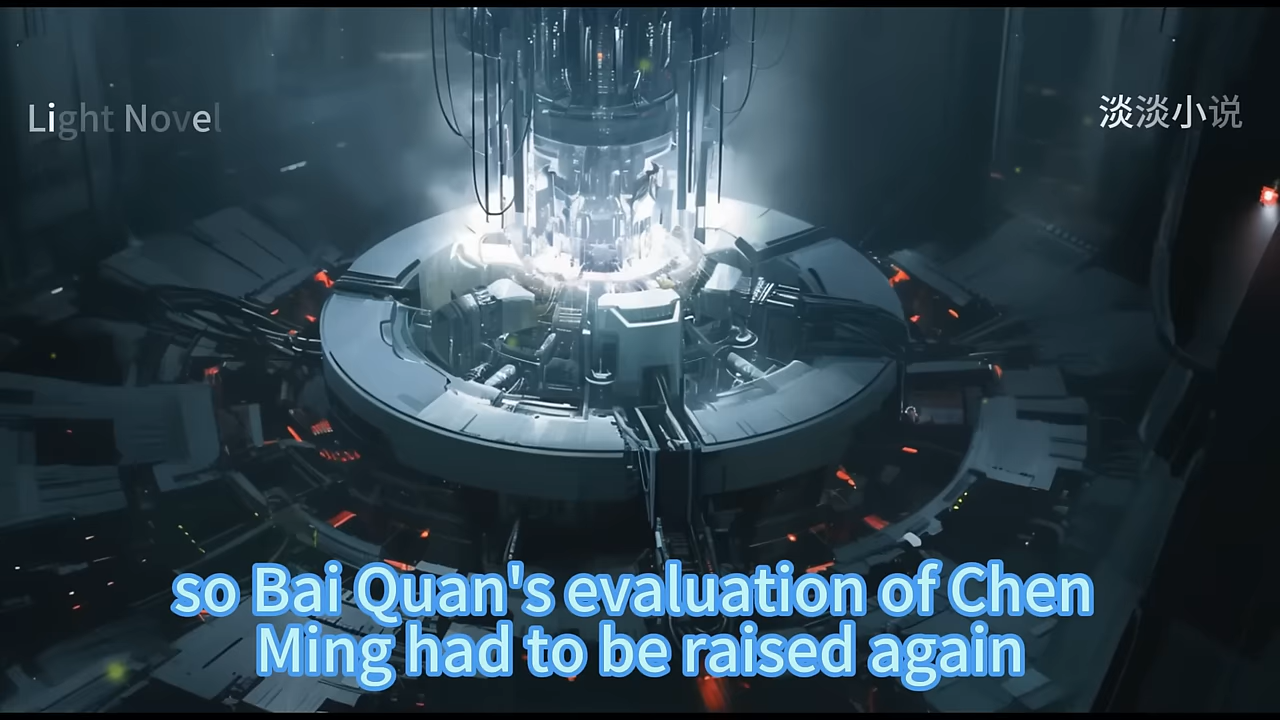 Light Novel
淡淡小说
so Bai Quan's evaluation of Chen
Ming had to be raised again